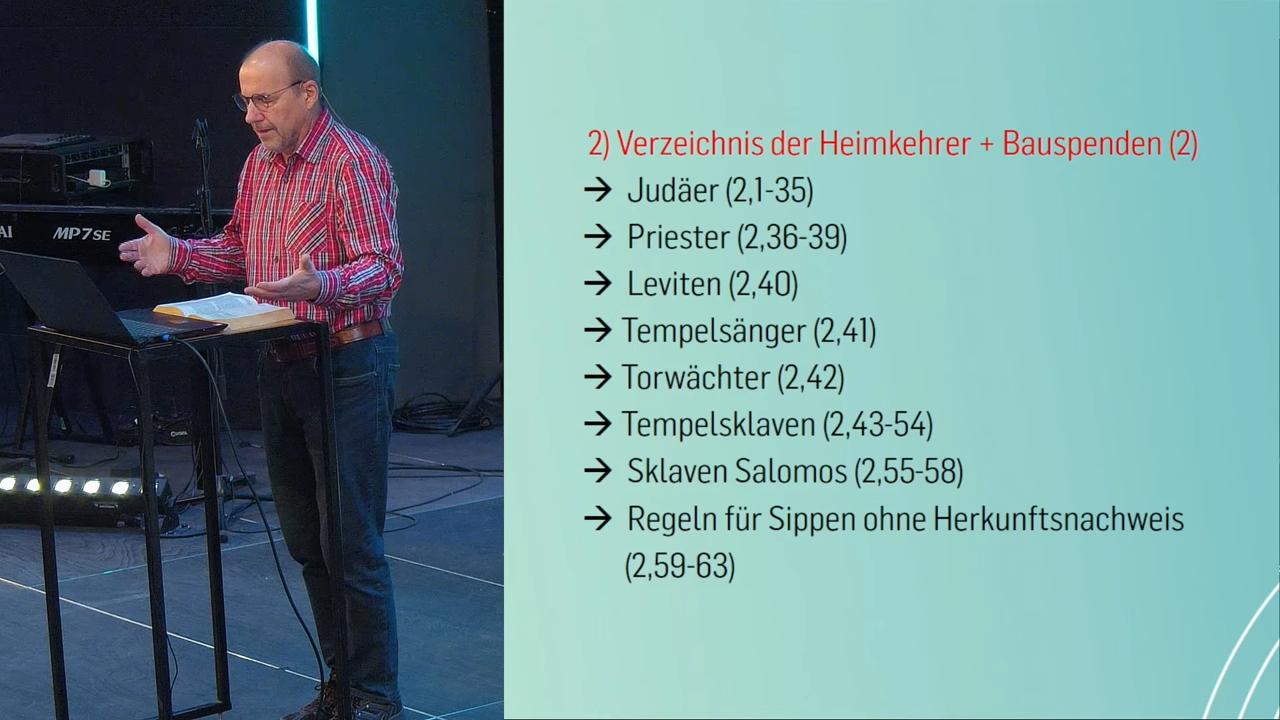 AI MP7SE
2) Verzeichnis der Heimkehrer + Bauspenden (2)
→ Judäer (2,1-35)
→ Priester (2,36-39)
→ Leviten (2,40)
→ Tempelsänger (2,41)
→ Torwächter (2,42)
→ Tempelsklaven (2,43-54)
→ Sklaven Salomos (2,55-58)
→ Regeln für Sippen ohne Herkunftsnachweis
(2,59-63)